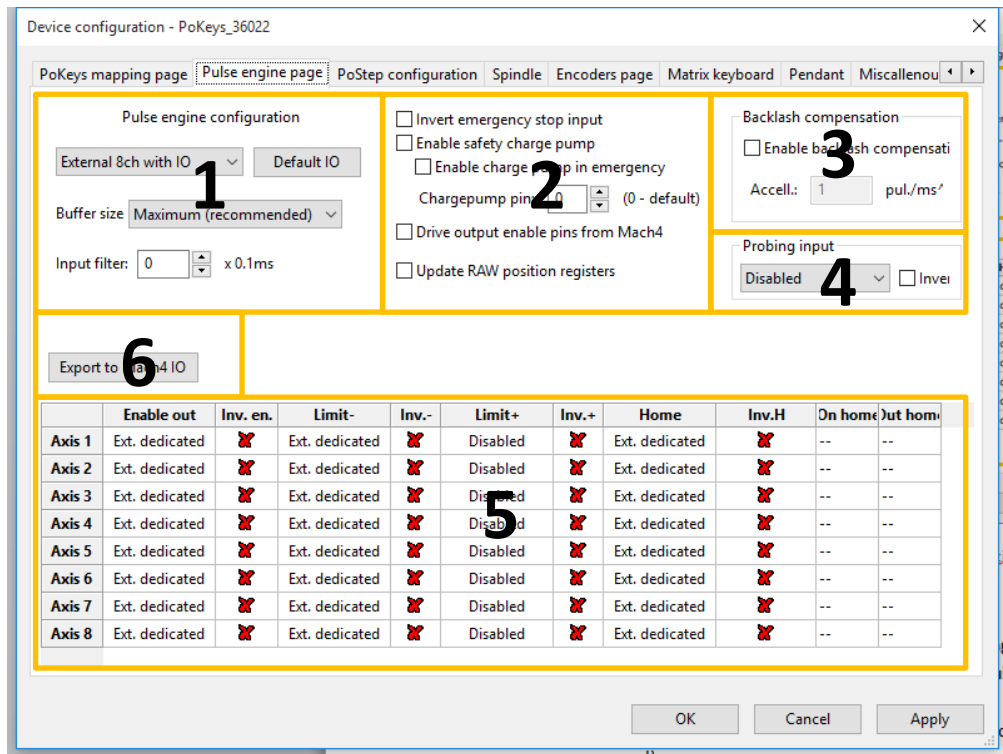 Device configuration - PoKeys_36022
PoKeys mapping page Pulse engine page PoStep configuration Spindle Encoders page Matrix keyboard Pendant Miscallenou
Pulse engine configuration
External 8ch with IO Default IO
Buffer size Maximum (recommended)
Input filter: 0 x 0.1ms
1
Invert emergency stop input
Enable safety charge pump
Enable charge pump in emergency
Chargepump pin: 0 (0 - default)
Drive output enable pins from Mach4
Update RAW position registers
2
Backlash compensation
Enable backlash compensati
Accell.: 1 pul./ms
3
Probing input
Disabled Inver
4
Export to Mach4 IO
6
Enable out Inv. en. Limit- Inv.- Limit+ Inv.+ Home Inv.H On home Out home
Axis 1 Ext. dedicated Ext. dedicated Disabled Ext. dedicated -- --
Axis 2 Ext. dedicated Ext. dedicated Disabled Ext. dedicated -- --
Axis 3 Ext. dedicated Ext. dedicated Disabled Ext. dedicated -- --
Axis 4 Ext. dedicated Ext. dedicated Disabled Ext. dedicated -- --
Axis 5 Ext. dedicated Ext. dedicated Disabled Ext. dedicated -- --
Axis 6 Ext. dedicated Ext. dedicated Disabled Ext. dedicated -- --
Axis 7 Ext. dedicated Ext. dedicated Disabled Ext. dedicated -- --
Axis 8 Ext. dedicated Ext. dedicated Disabled Ext. dedicated -- --
5
OK Cancel Apply